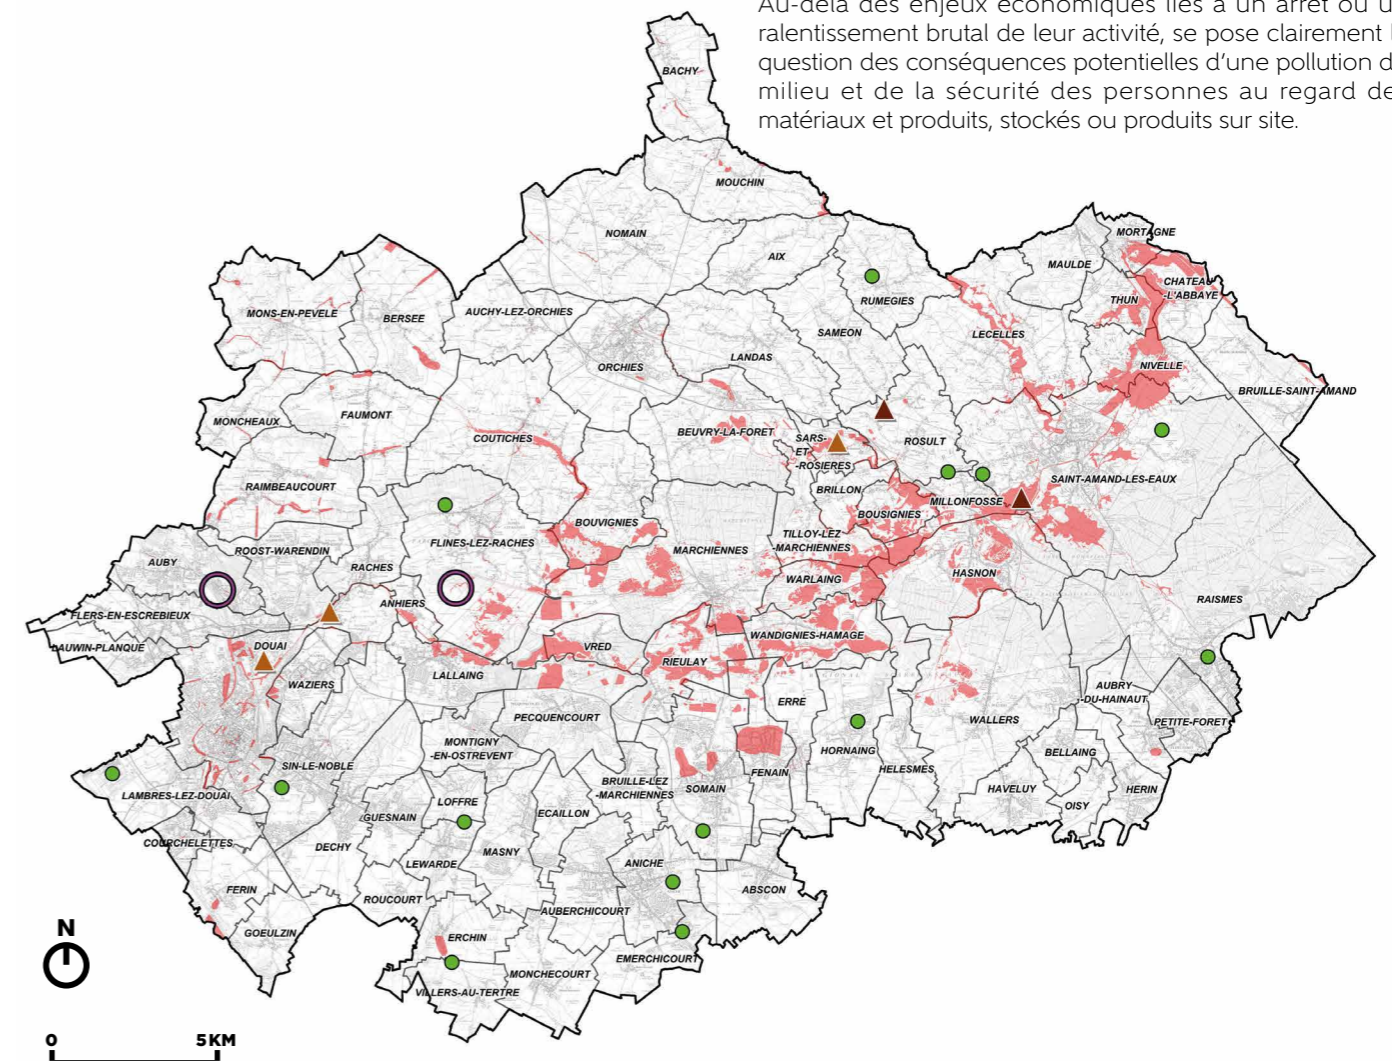 Au-delà des enjeux économiques liés à un arrêt ou u
ralentissement brutal de leur activité, se pose clairement l
question des conséquences potentielles d’une pollution d
milieu et de la sécurité des personnes au regard de
matériaux et produits, stockés ou produits sur site.
BACHY
MOUCHIN
NOMAIN
AIX
MORTAGNE
MAULDE
CHATEAU
-L'ABBAYE
THUN
RUMEGIES
MONS-EN-PEVELE
BERSEE
AUCHY-LEZ-ORCHIES
SAMEON
LECELLES
ORCHIES
LANDAS
NIVELLE
BRUILLE-SAINT-AMAND
MONCHEAUX
FAUMONT
COUTICHES
BEUVRY-LA-FORET
SARS-
ET
-ROSIERES
ROSULT
RAIMBEAUCOURT
BRILLON
MILLONFOSSE
SAINT-AMAND-LES-EAUX
BOUSIGNIES
BOUVIGNIES
FLINES-LEZ-RACHES
MARCHIENNES
TILLOY-LEZ
-MARCHIENNES
AUBY
ROOST-WARENDIN
RACHES
WARLAING
HASNON
RAISMES
ANHIERS
FLERS-EN-ESCREBIEUX
LAUWIN-PLANQUE
DOUAI
VRED
WANDIGNIES-HAMAGE
RIEULAY
WAZIERS
LALLAING
ERRE
AUBRY
-DU-HAINAUT
PECQUENCOURT
WALLERS
PETITE-FORET
MONTIGNY
-EN-OSTREVENT
HORNAING
BELLAING
SIN-LE-NOBLE
BRUILLE-LEZ
-MARCHIENNES
FENAIN
HELESMES
SOMAIN
HAVELUY
HERIN
LAMBRES-LEZ-DOUAI
LOFFRE
OISY
GUESNAIN
ECAILLON
COURCHELETTES
DECHY
MASNY
LEWARDE
ANICHE
FERIN
ABSCON
ROUCOURT
AUBERCHICOURT
GOEULZIN
ERCHIN
EMERCHICOURT
MONCHECOURT
VILLERS-AU-TERTRE
N
0 5KM